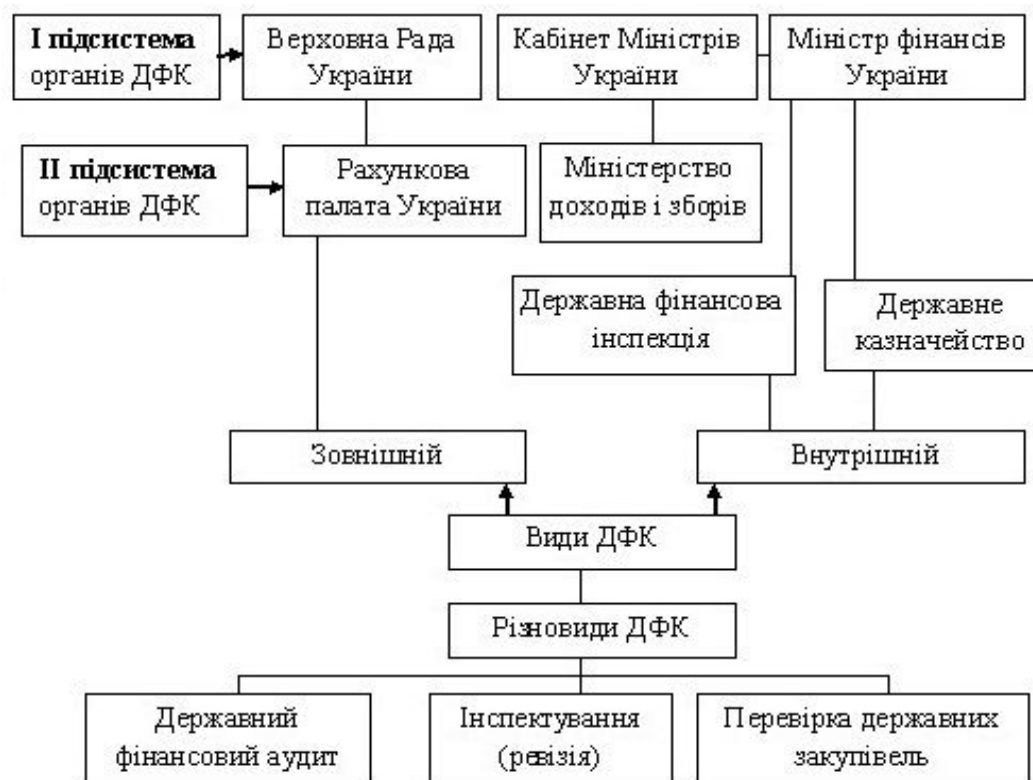 I підсистема
органів ДФК
Верховна Рада
України
Кабінет Міністрів
України
Міністр фінансів
України
II підсистема
органів ДФК
Рахункова
палата України
Міністерство
доходів і зборів
Державна фінансова
інспекція
Державне
казначейство
Зовнішній
Внутрішній
Види ДФК
Різновиди ДФК
Державний
фінансовий аудит
Інспектування
(ревізія)
Перевірка державних
закупівель